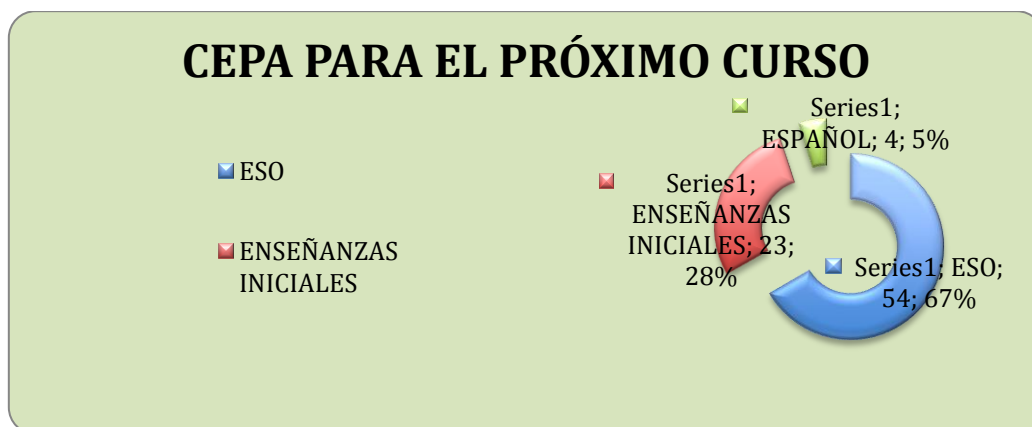 CEPA PARA EL PRÓXIMO CURSO
Series1;
ESPAÑOL; 4; 5%
ESO
Series1;
ENSEÑANZAS
INICIALES; 23;
28%
ENSEÑANZAS
INICIALES
Series1; ESO;
54; 67%